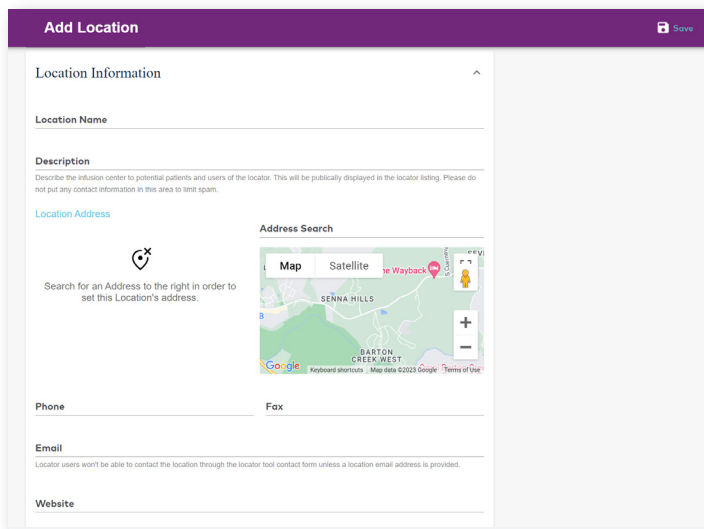 Add Location
Save
Location Information
Location Name
Description
Describe the infusion center to potential patients and users of the locator. This will be publically displayed in the locator listing. Please do
not put any contact information in this area to limit spam.
Location Address
Address Search
Search for an Address to the right in order to
set this Location's address.
Map
Satellite
ne Wayback
SENNA HILLS
B
BARTON
CREEK WEST
Google
Keyboard shortcuts
Map data ©2023 Google
Terms of Use
Phone
Fax
Email
Locator users won't be able to contact the location through the locator tool contact form unless a location email address is provided.
Website